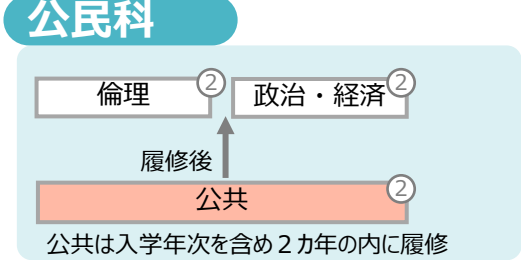 公民科
倫理 ② 政治・経済 ②
履修後
公共 ②
公共は入学年次を含め２カ年の内に履修